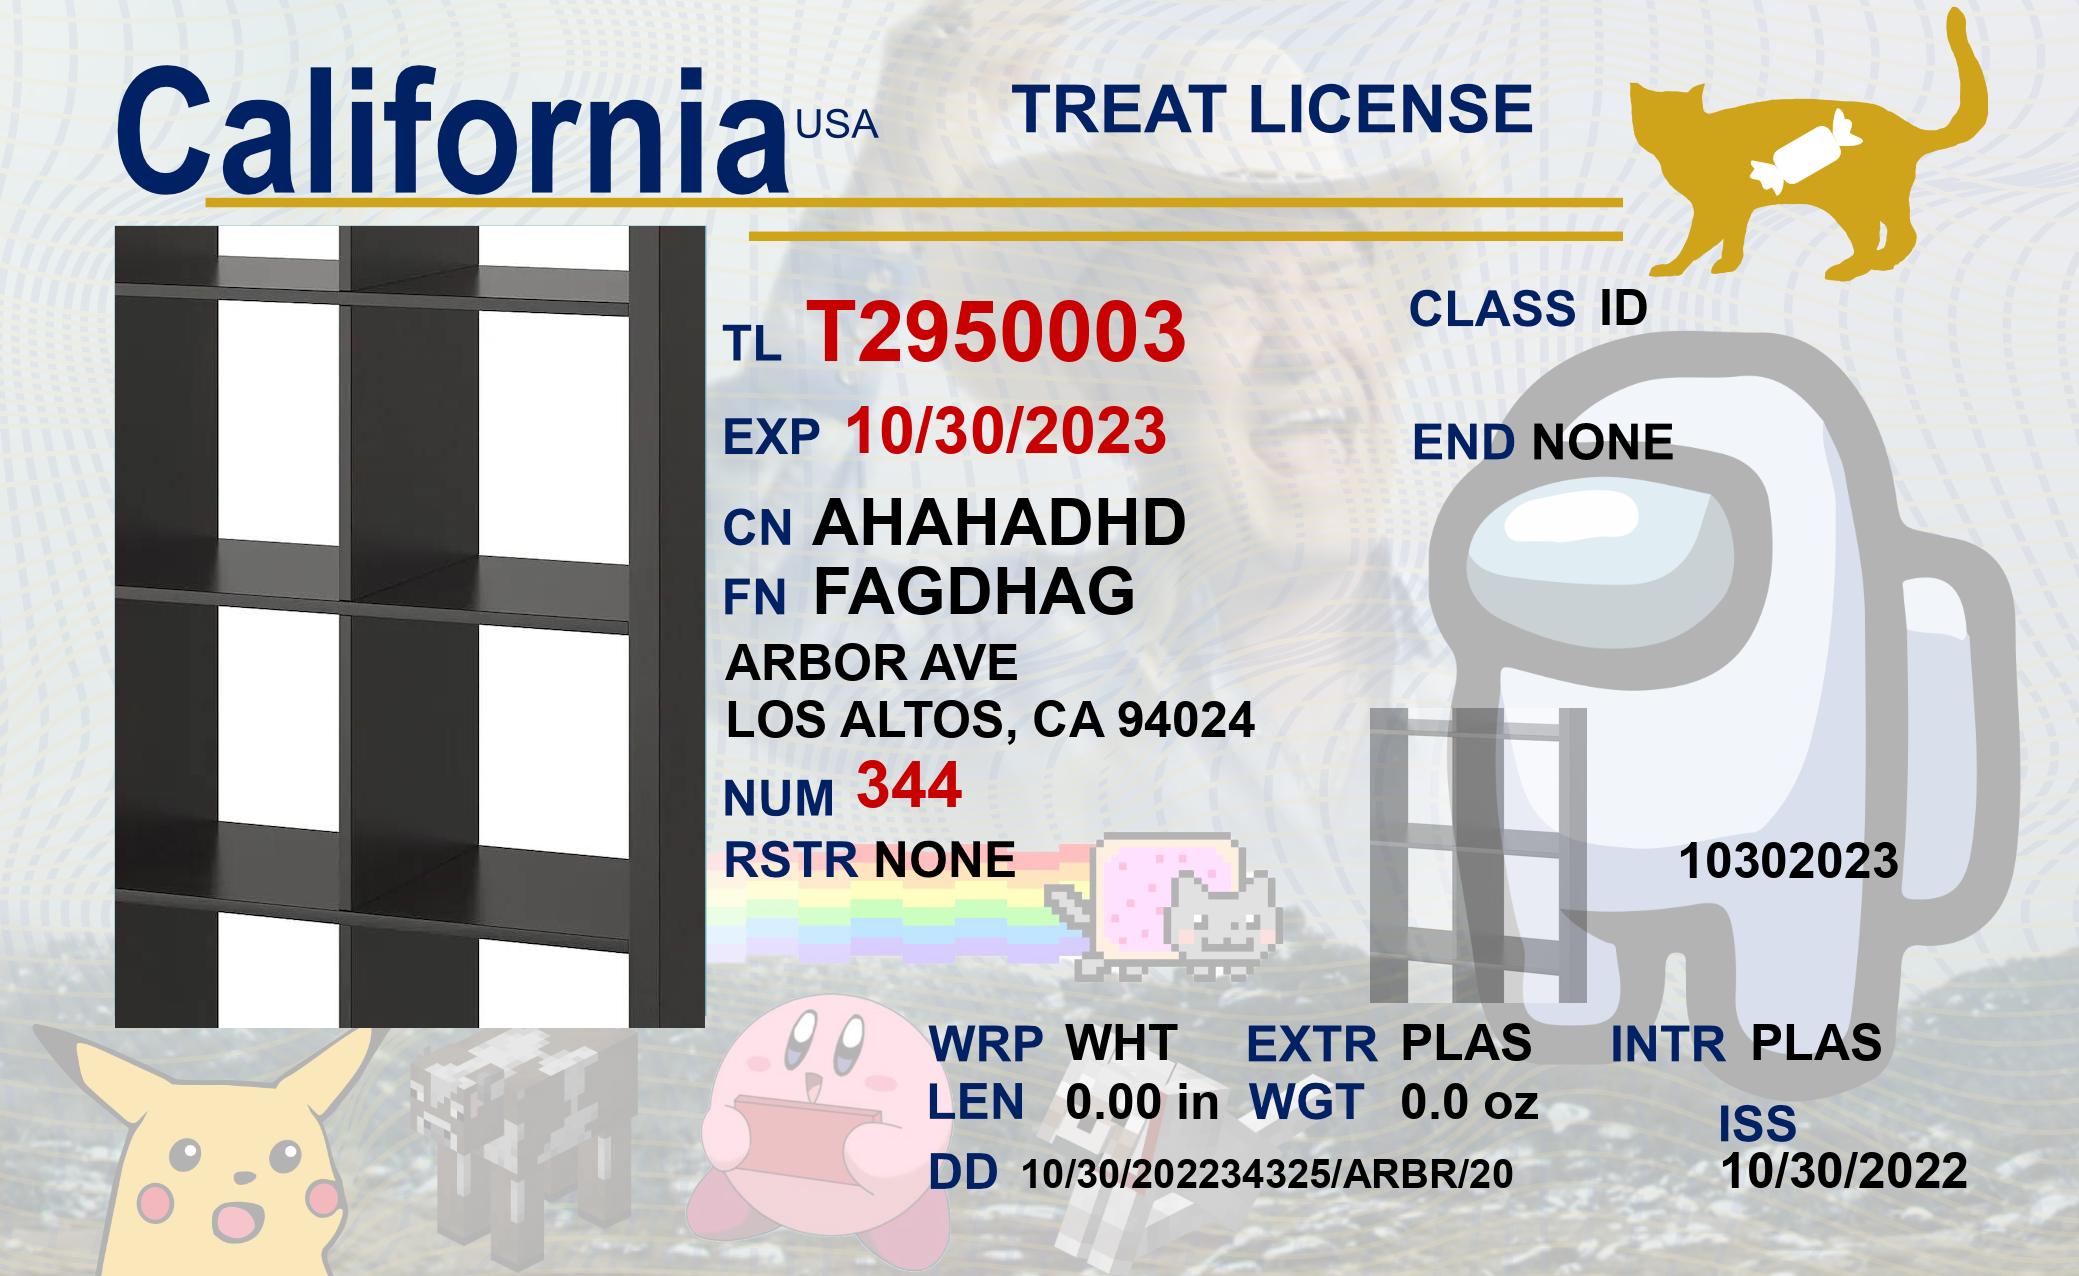 California USA
TREAT LICENSE
TL T2950003
CLASS ID
EXP 10/30/2023
END NONE
CN AHAHADHD
FN FAGDHAG
ARBOR AVE
LOS ALTOS, CA 94024
NUM 344
RSTR NONE
10302023
WRP WHT EXTR PLAS INTR PLAS
LEN 0.00 in WGT 0.0 oz
ISS
10/30/2022
DD 10/30/202234325/ARBR/20